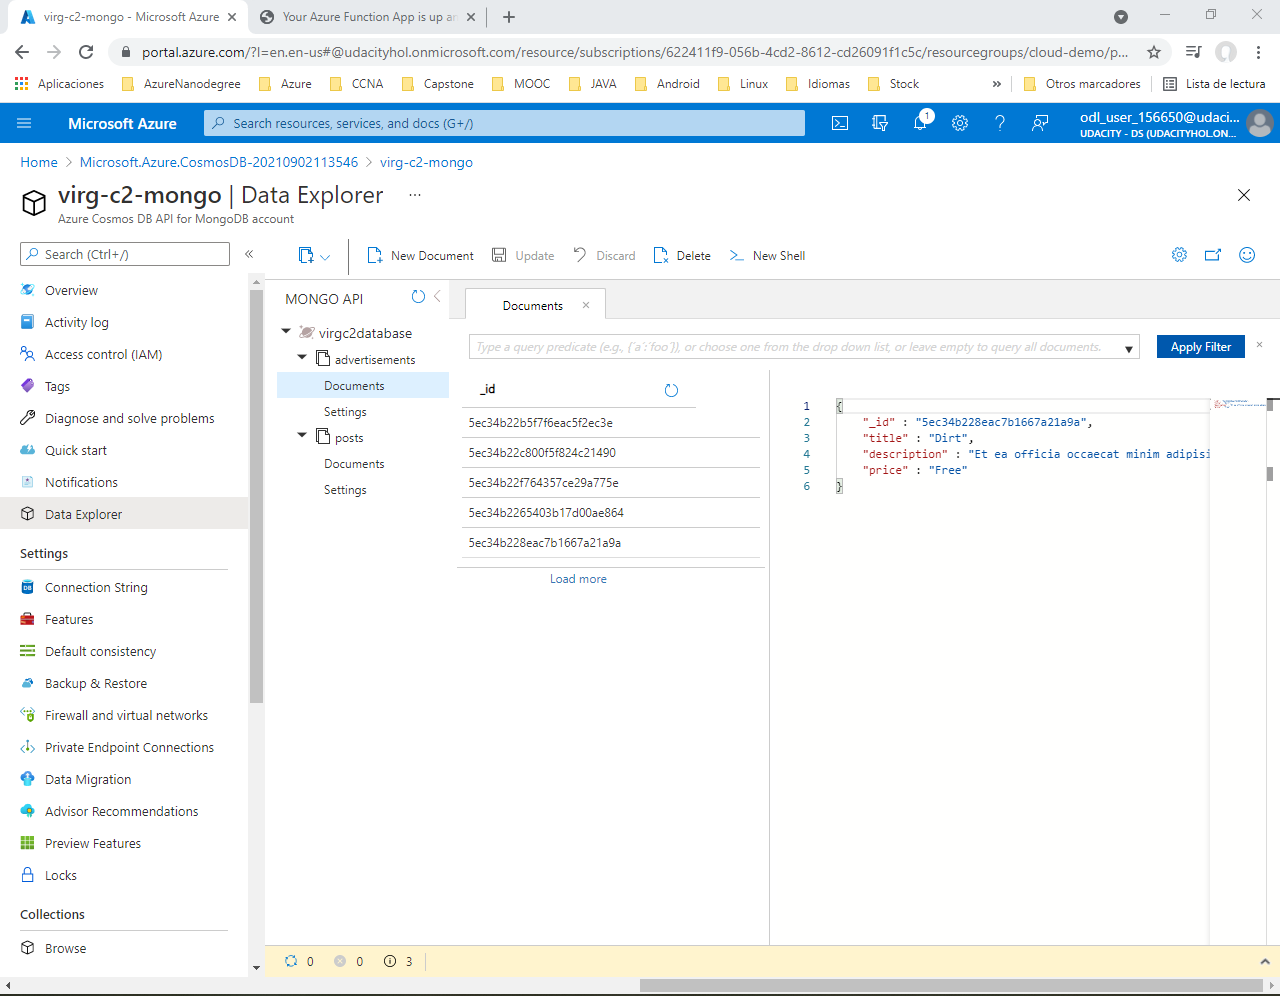 virg-c2-mongo - Microsoft Azure
Your Azure Function App is up an
portal.azure.com/?l=en.en-us#@udacityhol.onmicrosoft.com/resource/subscriptions/622411f9-056b-4cd2-8612-cd26091f1c5c/resourcegroups/cloud-demo/p...
Aplicaciones AzureNanodegree Azure CCNA Capstone MOOC JAVA Android Linux Idiomas Stock » Otros marcadores Lista de lectura
Microsoft Azure
Search resources, services, and docs (G+/)
1
odl_user_156650@udaci...
UDACITY - DS (UDACITYHOL.ON...
Home > Microsoft.Azure.CosmosDB-20210902113546 > virg-c2-mongo
virg-c2-mongo | Data Explorer ...
Azure Cosmos DB API for MongoDB account
Search (Ctrl+/) «
New Document Update Discard Delete New Shell
Overview
Activity log
Access control (IAM)
Tags
Diagnose and solve problems
Quick start
Notifications
Data Explorer
Settings
Connection String
Features
Default consistency
Backup & Restore
Firewall and virtual networks
Private Endpoint Connections
Data Migration
Advisor Recommendations
Preview Features
Locks
Collections
Browse
MONGO API
virgc2database
advertisements
Documents
Settings
posts
Documents
Settings
Documents
Type a query predicate (e.g., {´a´:´foo´}), or choose one from the drop down list, or leave empty to query all documents.
Apply Filter
_id
5ec34b22b5f7f6eac5f2ec3e
5ec34b22c800f5f824c21490
5ec34b22f764357ce29a775e
5ec34b2265403b17d00ae864
5ec34b228eac7b1667a21a9a
Load more
1 {
2 "_id" : "5ec34b228eac7b1667a21a9a",
3 "title" : "Dirt",
4 "description" : "Et ea officia occaecat minim adipisi
5 "price" : "Free"
6 }
0 0 3